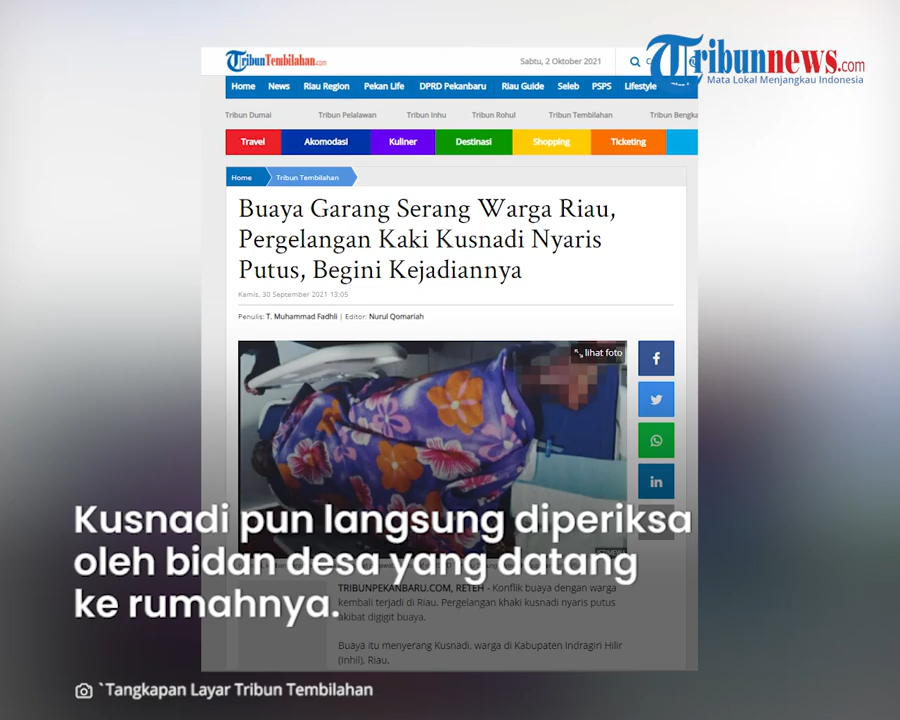 TribunTembilahan.com
Sabtu, 2 Oktober 2021
Tribunnews.com
Mata Lokal Menjangkau Indonesia
Home News Riau Region Pekan Life DPRD Pekanbaru Riau Guide Seleb PSPS Lifestyle
Tribun Dumai Tribun Pelalawan Tribun Inhu Tribun Rohul Tribun Tembilahan Tribun Bengka
Travel Akomodasi Kuliner Destinasi Shopping Ticketing
Home Tribun Tembilahan
Buaya Garang Serang Warga Riau,
Pergelangan Kaki Kusnadi Nyaris
Putus, Begini Kejadiannya
Kamis, 30 September 2021 13:05
Penulis: T. Muhammad Fadhli | Editor: Nurul Qomariah
lihat foto
Kusnadi pun langsung diperiksa
oleh bidan desa yang datang
ke rumahnya.
TRIBUNPEKANBARU.COM, RETEH - Konflik buaya dengan warga
kembali terjadi di Riau. Pergelangan khaki kusnadi nyaris putus
akibat digigit buaya.
Buaya itu menyerang Kusnadi, warga di Kabupaten Indragiri Hilir
(Inhil), Riau.
`Tangkapan Layar Tribun Tembilahan